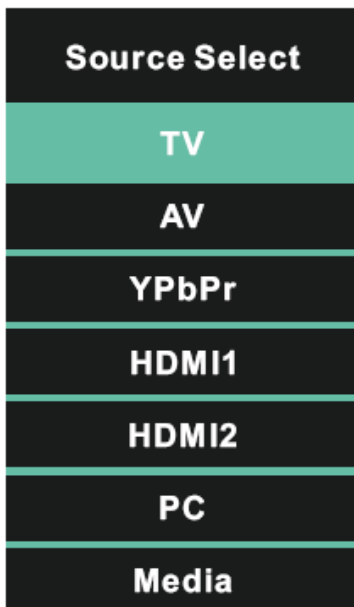 Source Select
TV
AV
YPbPr
HDMI1
HDMI2
PC
Media